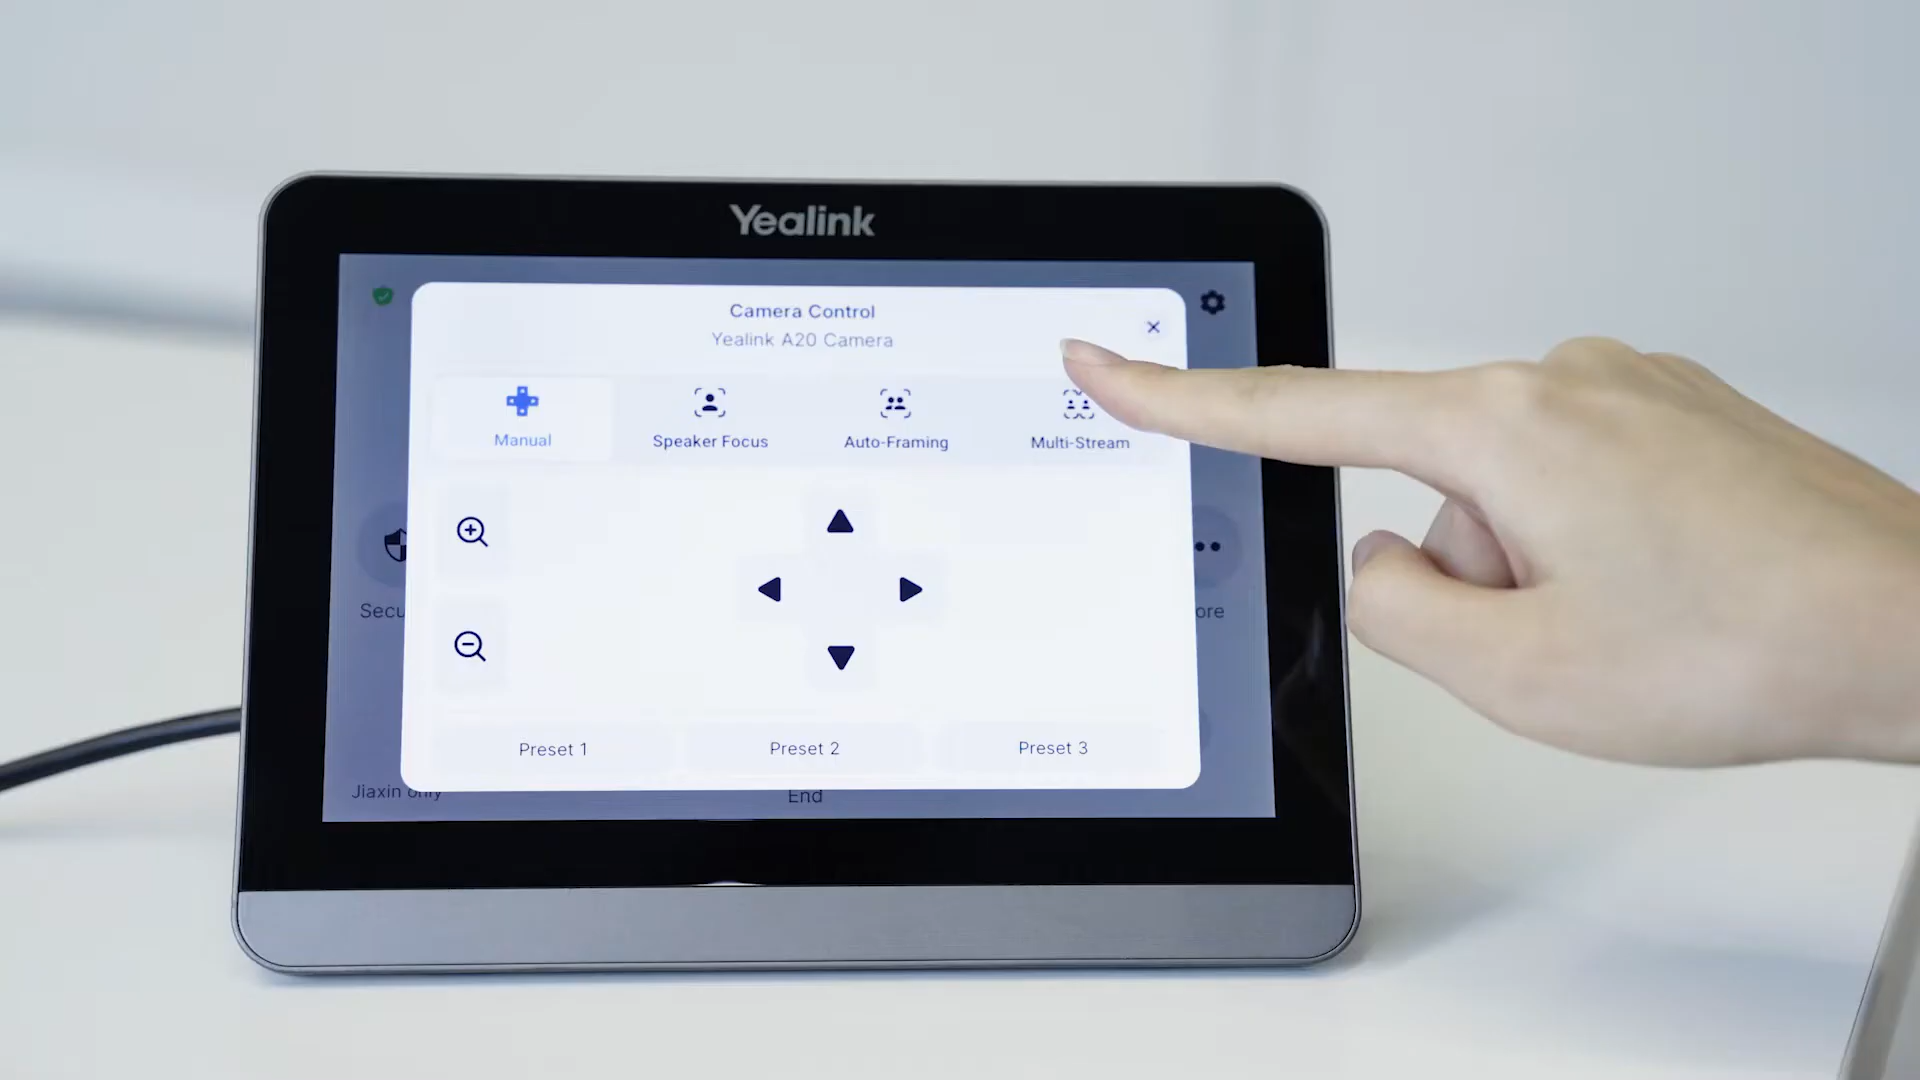 Yealink
Camera Control
Yealink A20 Camera
Manual
Speaker Focus
Auto-Framing
Multi-Stream
Secu
ore
Preset 1
Preset 2
Preset 3
Jiaxin only
End